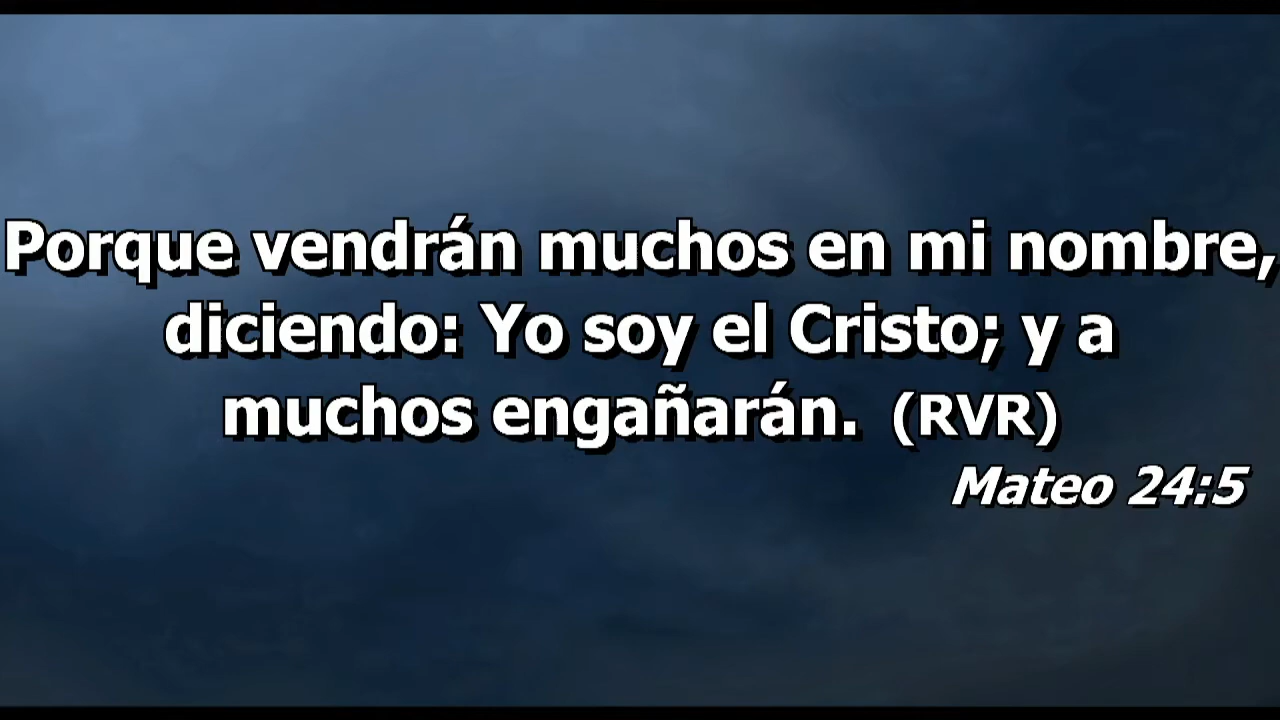 Porque vendrán muchos en mi nombre,
diciendo: Yo soy el Cristo; y a
muchos engañarán. (RVR)
Mateo 24:5